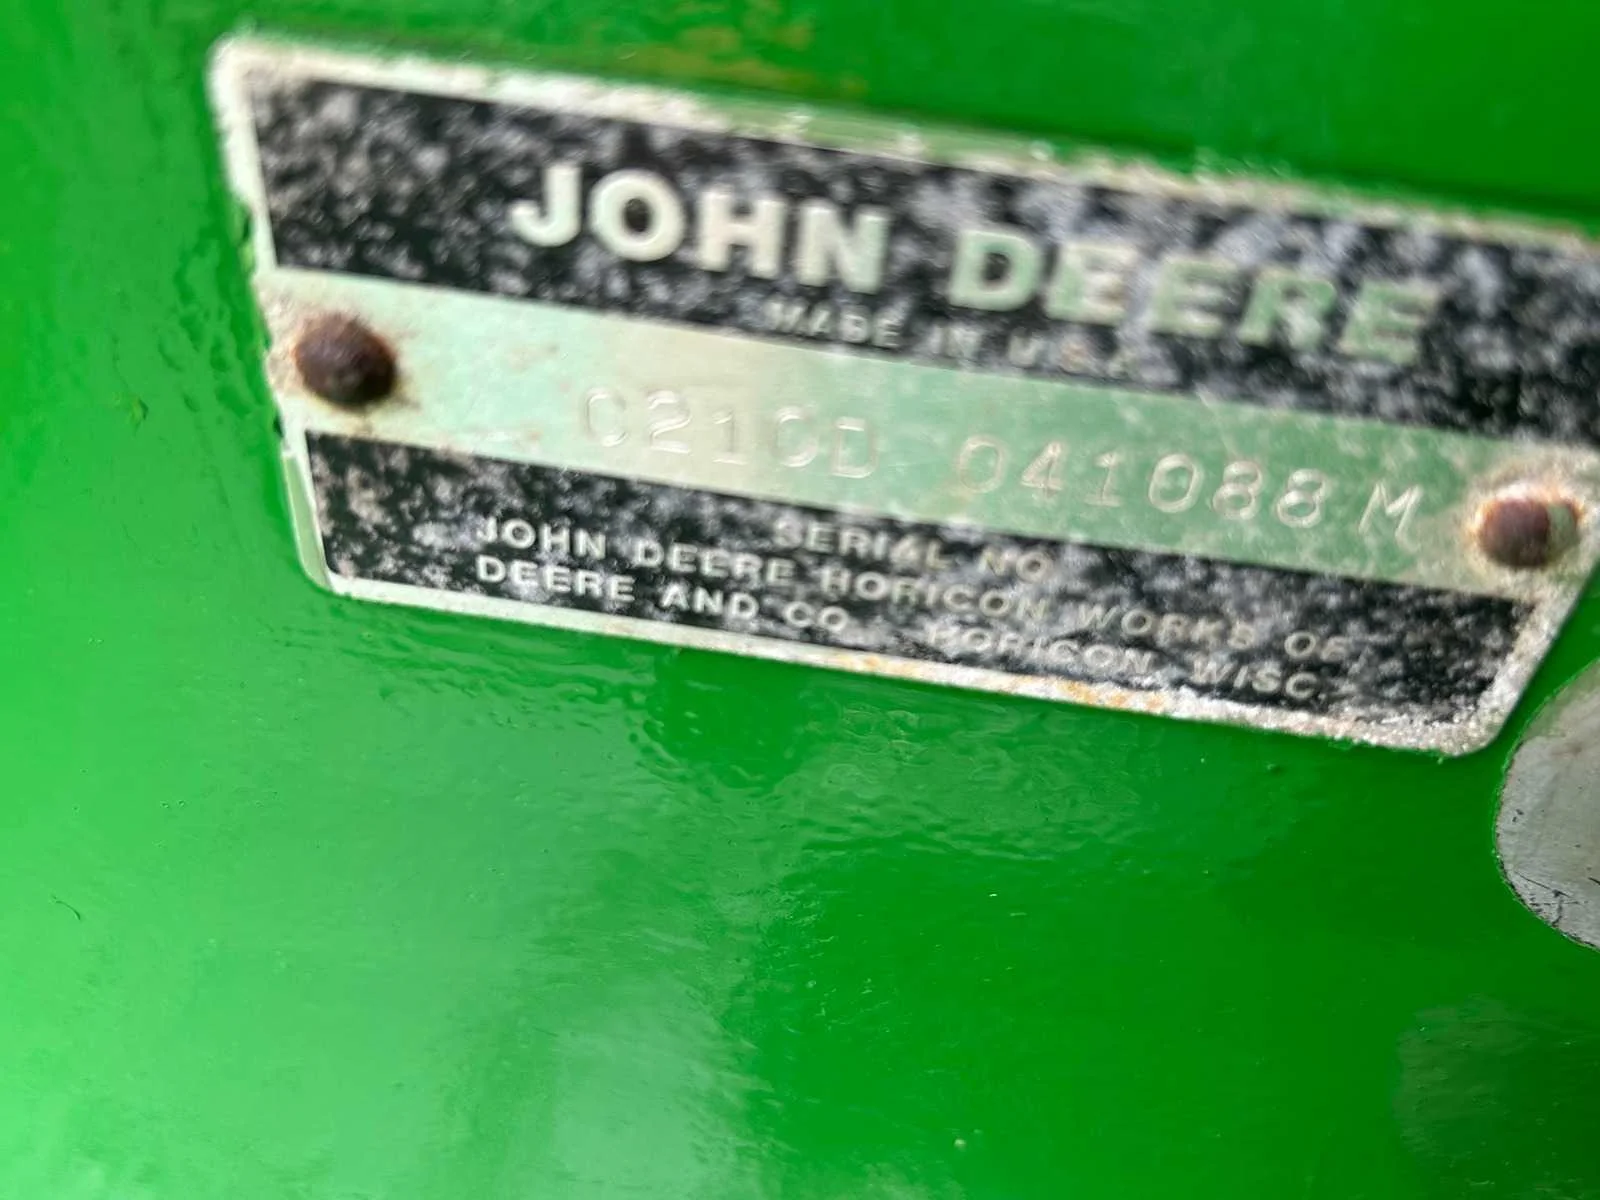 JOHN DEERE
MADE IN U.S.A.
C210D 041088M
SERIAL NO.
JOHN DEERE HORICON WORKS OF
DEERE AND CO. HORICON, WISC.